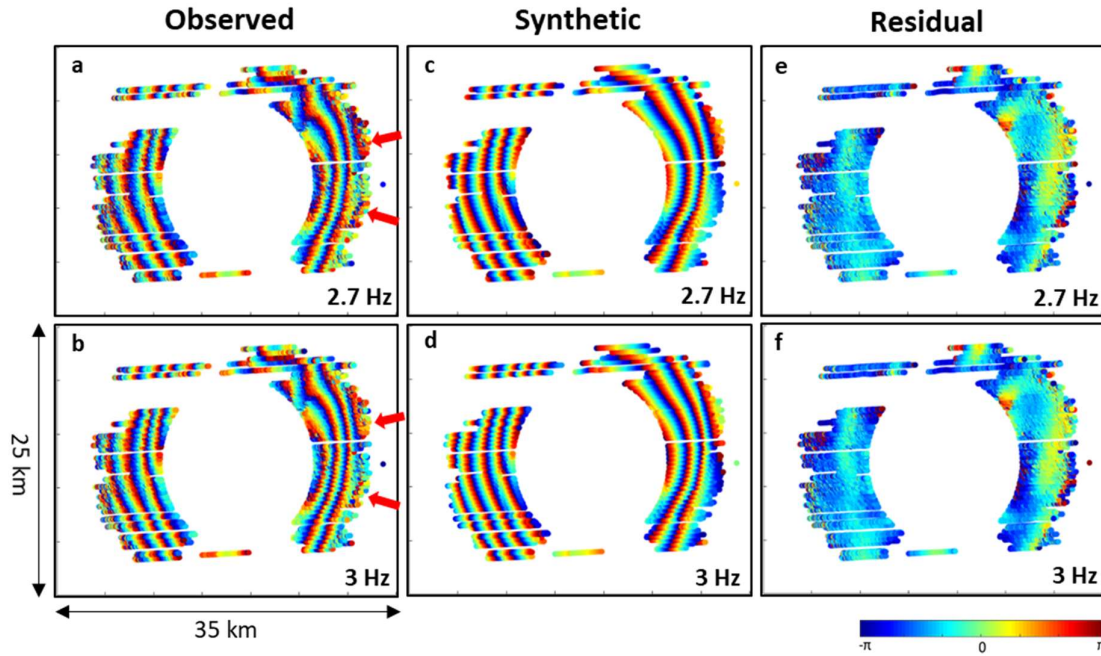 Observed Synthetic Residual
a c e
2.7 Hz 2.7 Hz 2.7 Hz
b d f
3 Hz 3 Hz 3 Hz
25 km
35 km
-π 0 π